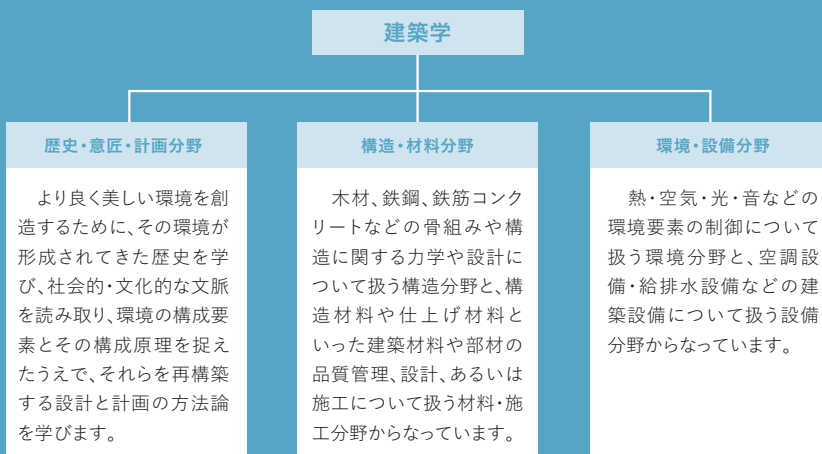 建築学
歴史・意匠・計画分野
より良く美しい環境を創
造するために、その環境が
形成されてきた歴史を学
び、社会的・文化的な文脈
を読み取り、環境の構成要
素とその構成原理を捉え
たうえで、それらを再構築
する設計と計画の方法論
を学びます。
構造・材料分野
木材、鉄鋼、鉄筋コンク
リートなどの骨組みや構
造に関する力学や設計に
ついて扱う構造分野と、構
造材料や仕上げ材料と
いった建築材料や部材の
品質管理、設計、あるいは
施工について扱う材料・施
工分野からなっています。
環境・設備分野
熱・空気・光・音などの
環境要素の制御について
扱う環境分野と、空調設
備・給排水設備などの建
築設備について扱う設備
分野からなっています。